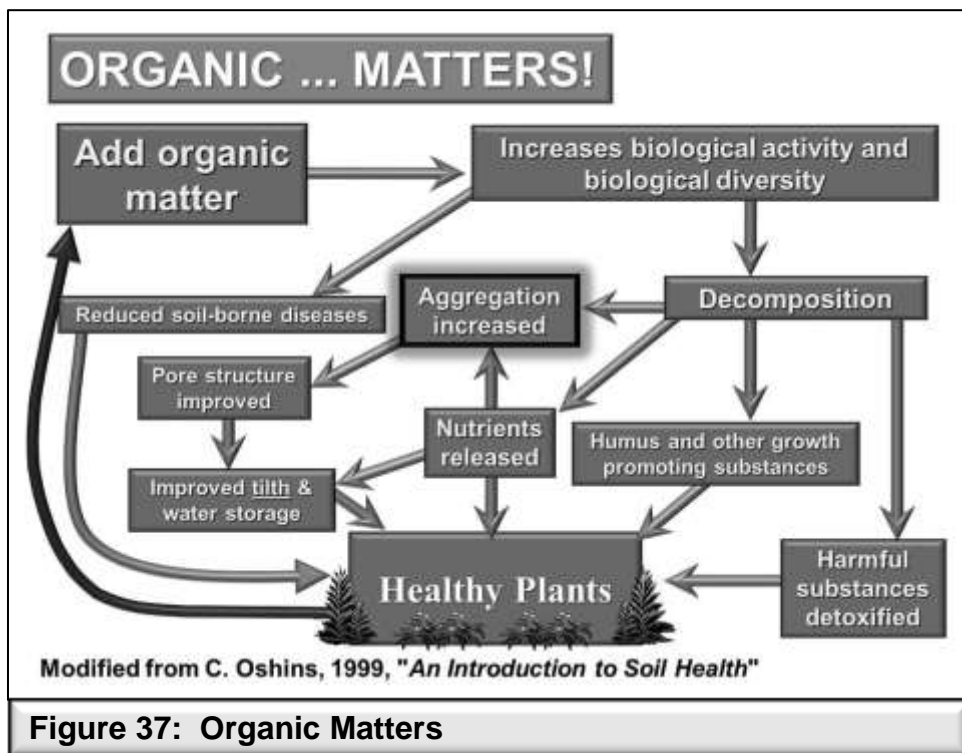 ORGANIC ... MATTERS!
Add organic
matter
Increases biological activity and
biological diversity
Reduced soil-borne diseases
Aggregation
increased
Decomposition
Pore structure
improved
Nutrients
released
Humus and other growth
promoting substances
Improved tilth &
water storage
Healthy Plants
Harmful
substances
detoxified
Modified from C. Oshins, 1999, "An Introduction to Soil Health"
Figure 37: Organic Matters